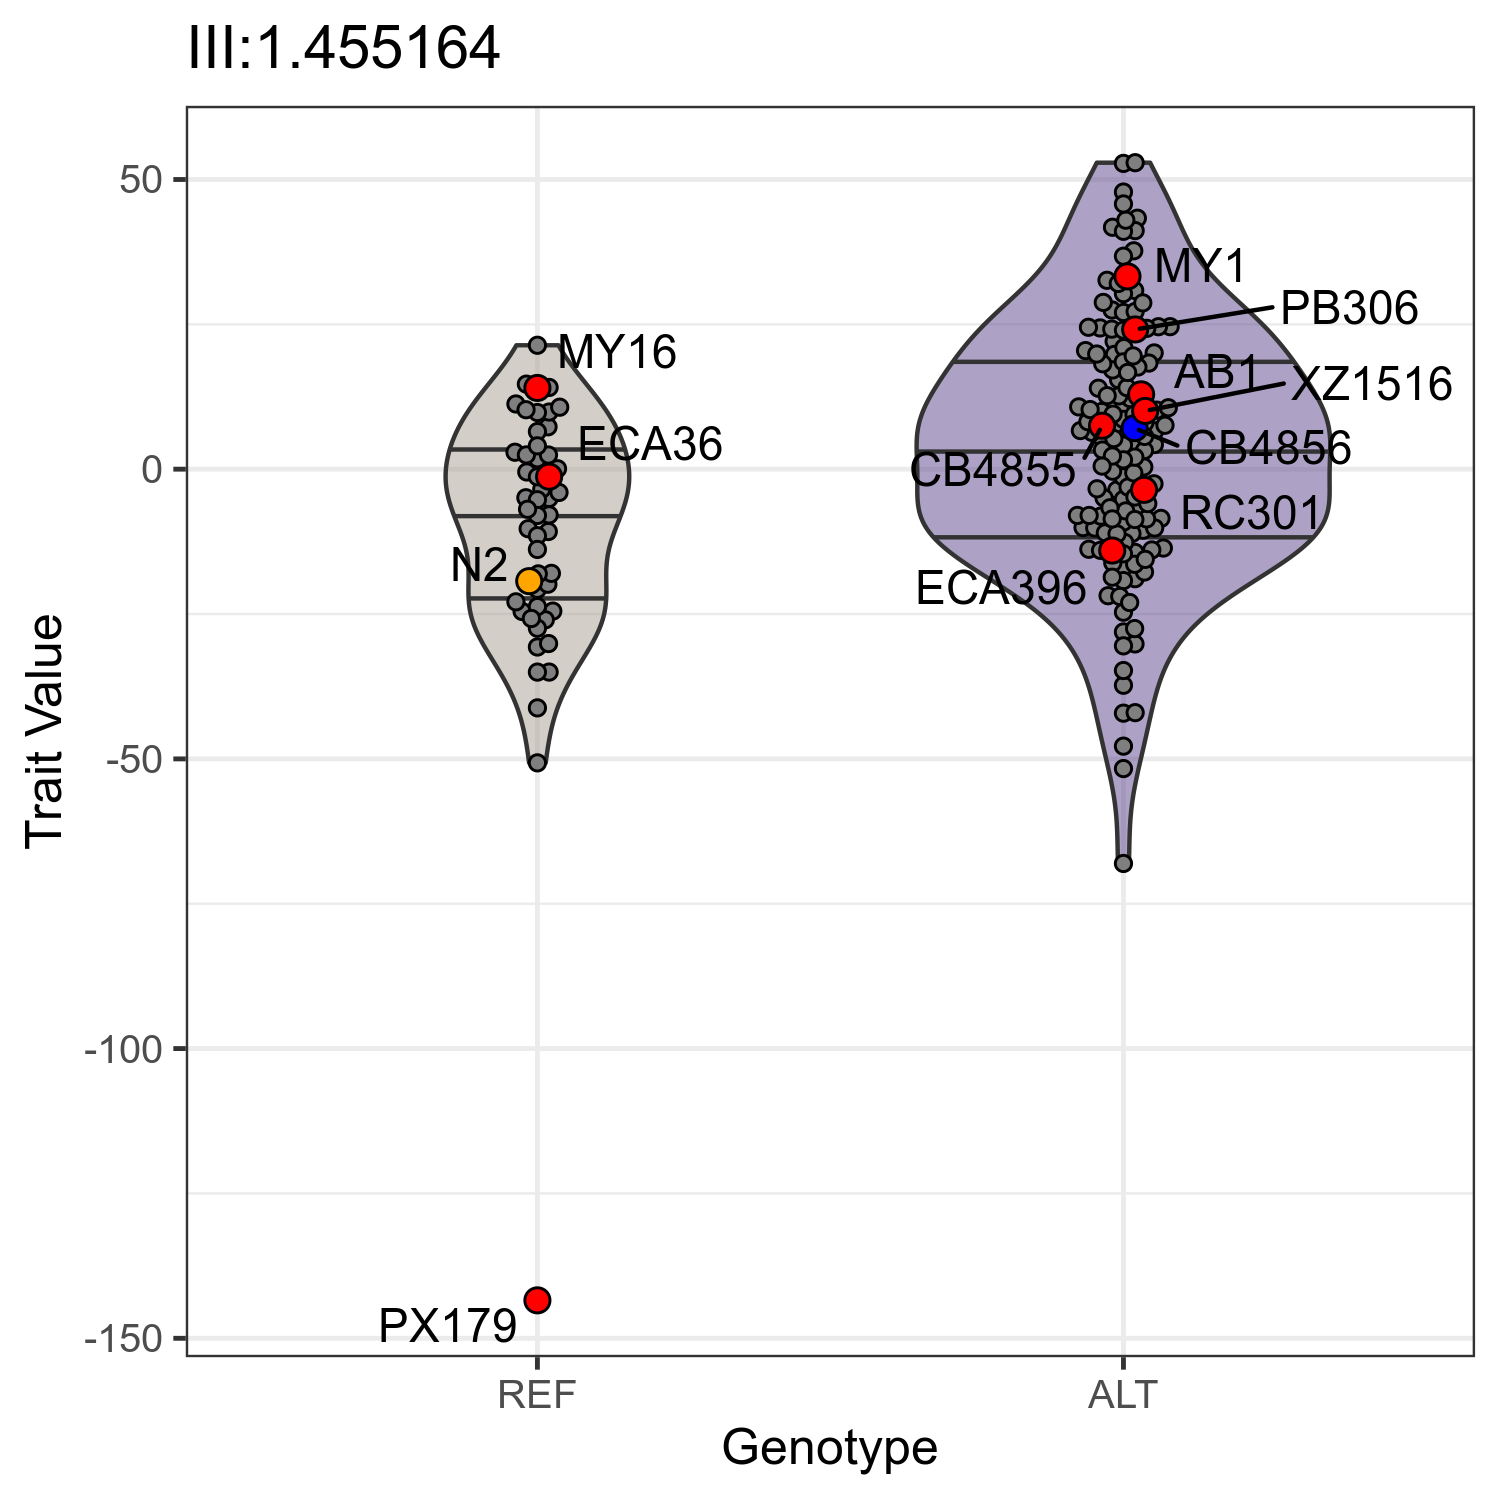 III:1.455164
50
0
-50
-100
-150
Trait Value
MY16
ECA36
N2
PX179
MY1
PB306
AB1
XZ1516
CB4856
CB4855
RC301
ECA396
REF
ALT
Genotype